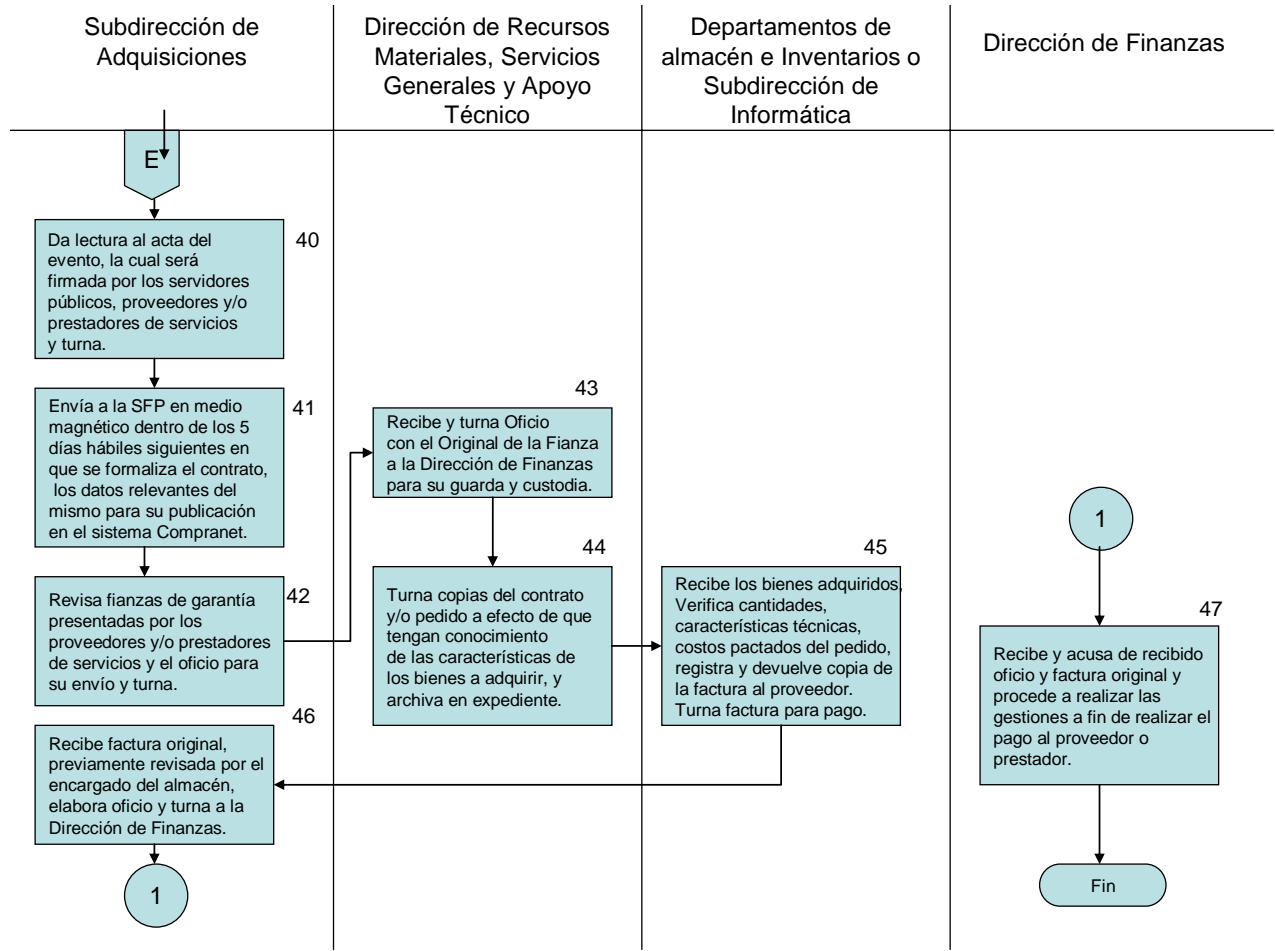 Subdirección de
Adquisiciones
Dirección de Recursos
Materiales, Servicios
Generales y Apoyo
Técnico
Departamentos de
almacén e Inventarios o
Subdirección de
Informática
Dirección de Finanzas
E
40
Da lectura al acta del
evento, la cual será
firmada por los servidores
públicos, proveedores y/o
prestadores de servicios
y turna.
41
Envía a la SFP en medio
magnético dentro de los 5
días hábiles siguientes en
que se formaliza el contrato,
los datos relevantes del
mismo para su publicación
en el sistema Compranet.
42
Revisa fianzas de garantía
presentadas por los
proveedores y/o prestadores
de servicios y el oficio para
su envío y turna.
43
Recibe y turna Oficio
con el Original de la Fianza
a la Dirección de Finanzas
para su guarda y custodia.
44
Turna copias del contrato
y/o pedido a efecto de que
tengan conocimiento
de las características de
los bienes a adquirir, y
archiva en expediente.
45
Recibe los bienes adquiridos,
Verifica cantidades,
características técnicas,
costos pactados del pedido,
registra y devuelve copia de
la factura al proveedor.
Turna factura para pago.
46
Recibe factura original,
previamente revisada por el
encargado del almacén,
elabora oficio y turna a la
Dirección de Finanzas.
1
1
47
Recibe y acusa de recibido
oficio y factura original y
procede a realizar las
gestiones a fin de realizar el
pago al proveedor o
prestador.
Fin